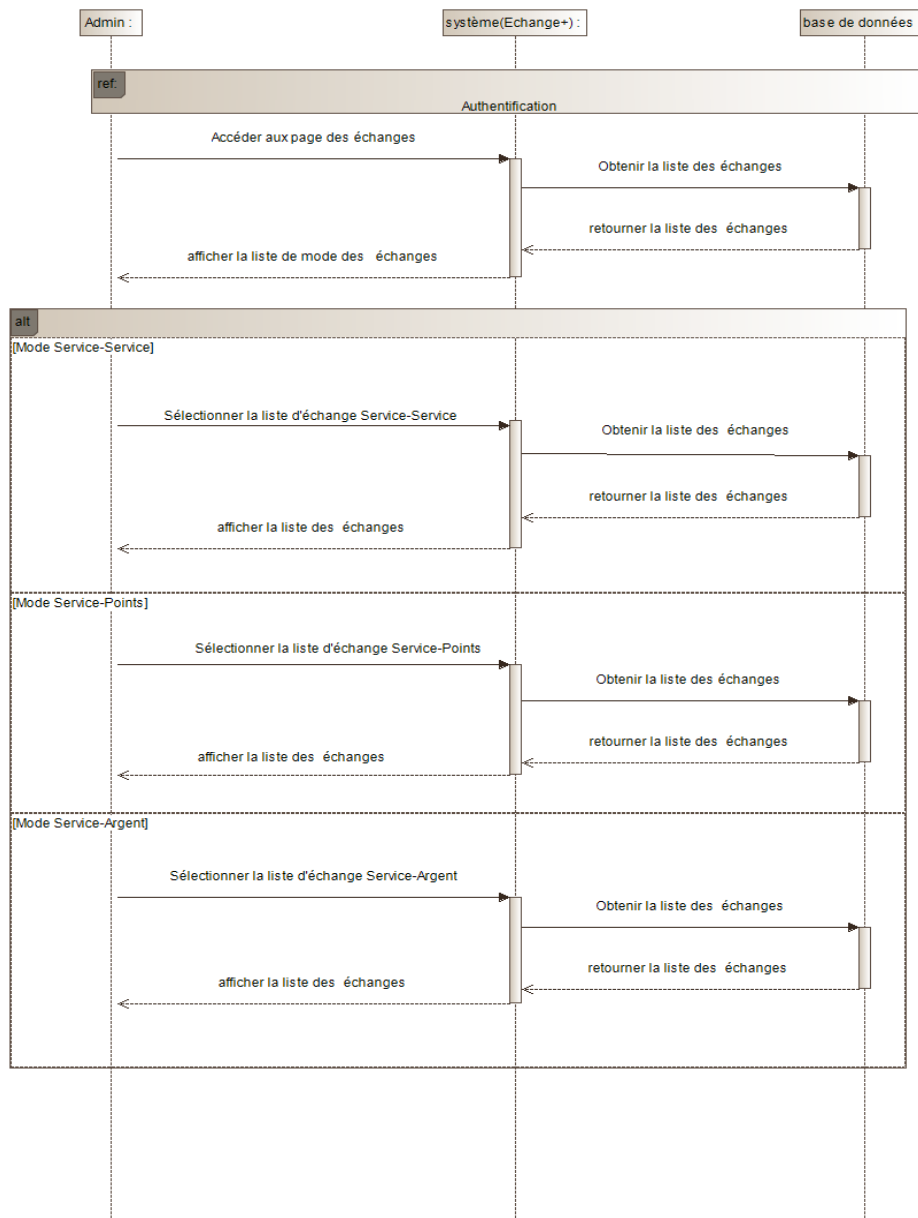 Admin :
système(Echange+) :
base de données
ref:
Authentification
Accéder aux page des échanges
Obtenir la liste des échanges
retourner la liste des échanges
afficher la liste de mode des échanges
alt
[Mode Service-Service]
Sélectionner la liste d'échange Service-Service
Obtenir la liste des échanges
retourner la liste des échanges
afficher la liste des échanges
[Mode Service-Points]
Sélectionner la liste d'échange Service-Points
Obtenir la liste des échanges
retourner la liste des échanges
afficher la liste des échanges
[Mode Service-Argent]
Sélectionner la liste d'échange Service-Argent
Obtenir la liste des échanges
retourner la liste des échanges
afficher la liste des échanges